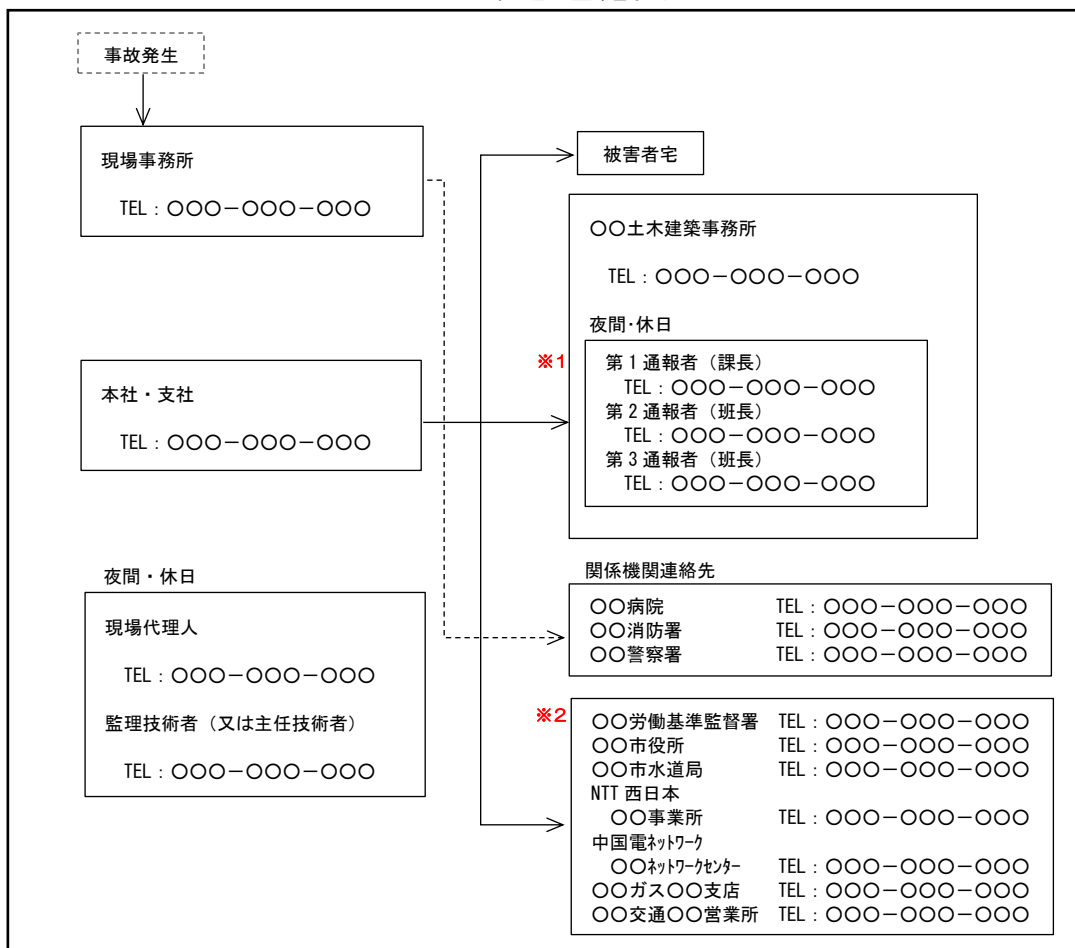 事故発生
現場事務所
TEL：〇〇〇－〇〇〇－〇〇〇
本社・支社
TEL：〇〇〇－〇〇〇－〇〇〇
夜間・休日
現場代理人
TEL：〇〇〇－〇〇〇－〇〇〇
監理技術者（又は主任技術者）
TEL：〇〇〇－〇〇〇－〇〇〇
被害者宅
〇〇土木建築事務所
TEL：〇〇〇－〇〇〇－〇〇〇
夜間・休日
※1
第1通報者（課長）
TEL：〇〇〇－〇〇〇－〇〇〇
第2通報者（班長）
TEL：〇〇〇－〇〇〇－〇〇〇
第3通報者（班長）
TEL：〇〇〇－〇〇〇－〇〇〇
関係機関連絡先
〇〇病院 TEL：〇〇〇－〇〇〇－〇〇〇
〇〇消防署 TEL：〇〇〇－〇〇〇－〇〇〇
〇〇警察署 TEL：〇〇〇－〇〇〇－〇〇〇
※2
〇〇労働基準監督署 TEL：〇〇〇－〇〇〇－〇〇〇
〇〇市役所 TEL：〇〇〇－〇〇〇－〇〇〇
〇〇市水道局 TEL：〇〇〇－〇〇〇－〇〇〇
NTT西日本
〇〇事業所 TEL：〇〇〇－〇〇〇－〇〇〇
中国電ﾈｯﾄﾜｰｸ
〇〇ﾈｯﾄﾜｰｸｾﾝﾀｰ TEL：〇〇〇－〇〇〇－〇〇〇
〇〇ガス〇〇支店 TEL：〇〇〇－〇〇〇－〇〇〇
〇〇交通〇〇営業所 TEL：〇〇〇－〇〇〇－〇〇〇